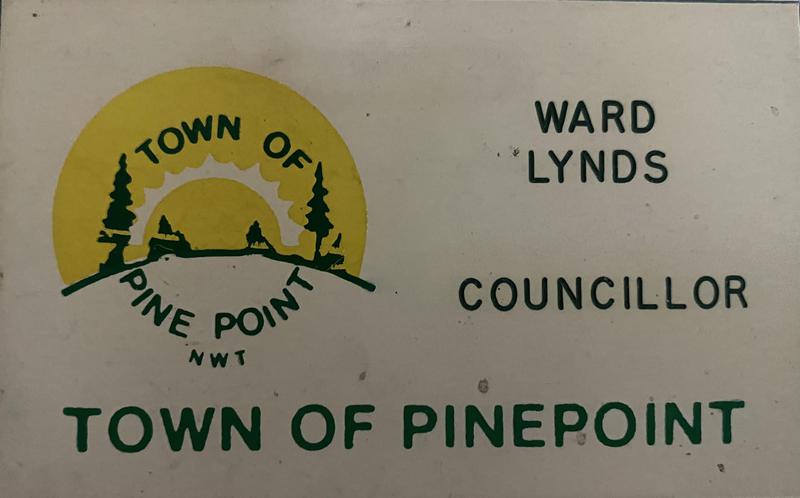 TOWN OF
PINE POINT
NWT
WARD
LYNDS
COUNCILLOR
TOWN OF PINEPOINT